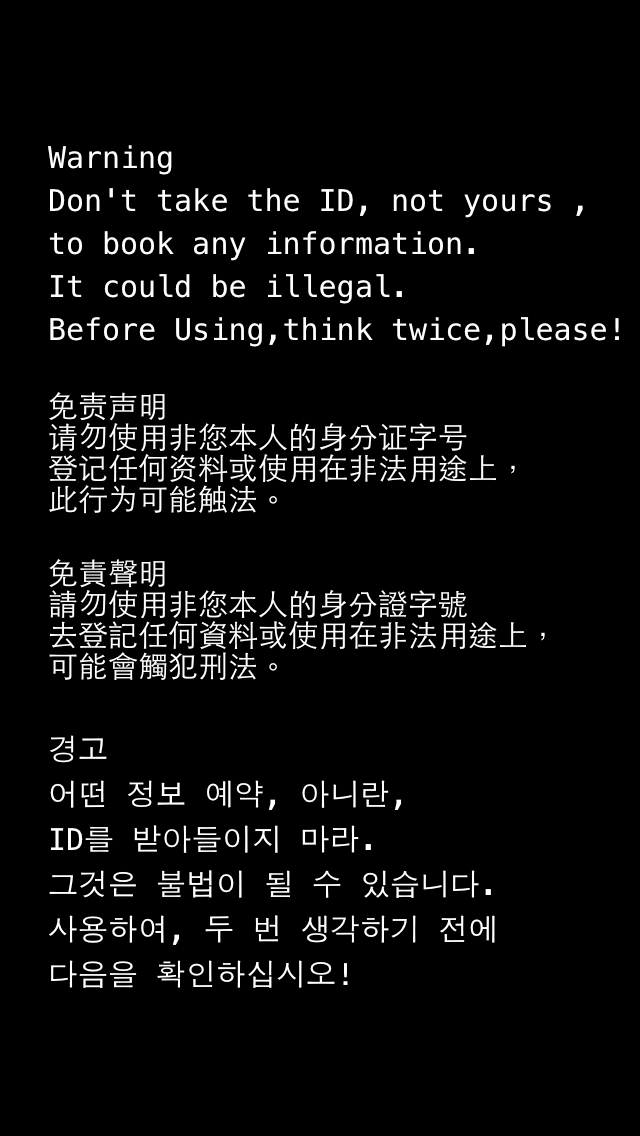 Warning
Don't take the ID, not yours ,
to book any information.
It could be illegal.
Before Using,think twice,please!
免责声明
请勿使用非您本人的身分证字号
登记任何资料或使用在非法用途上，
此行为可能触法。
免責聲明
請勿使用非您本人的身分證字號
去登記任何資料或使用在非法用途上，
可能會觸犯刑法。
경고
어떤 정보 예약, 아니란,
ID를 받아들이지 마라.
그것은 불법이 될 수 있습니다.
사용하여, 두 번 생각하기 전에
다음을 확인하십시오!